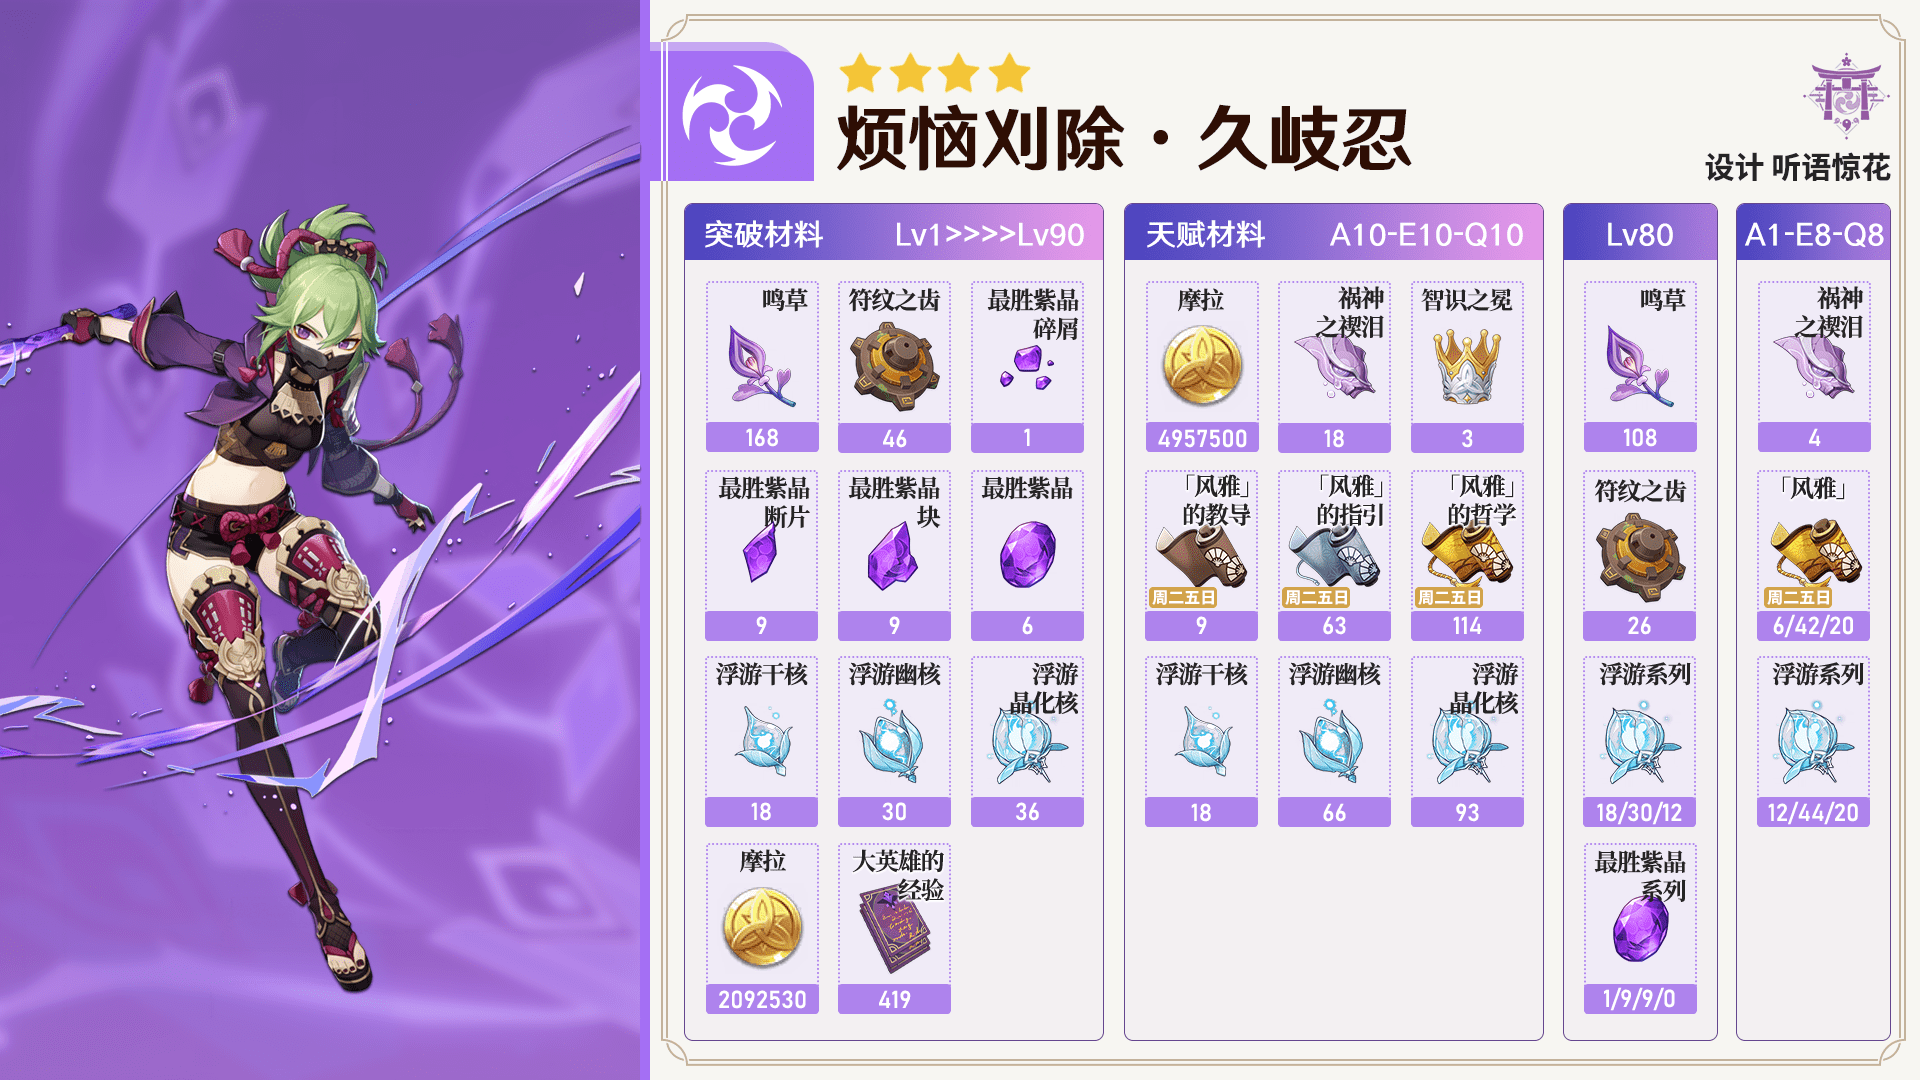 烦恼刈除·久岐忍
设计 听语惊花
突破材料 Lv1>>>>Lv90
鸣草
168
符纹之齿
46
最胜紫晶
碎屑
1
最胜紫晶
断片
9
最胜紫晶
块
9
最胜紫晶
6
浮游干核
18
浮游幽核
30
浮游
晶化核
36
摩拉
2092530
大英雄的
经验
419
天赋材料 A10-E10-Q10
摩拉
4957500
祸神
之禊泪
18
智识之冕
3
「风雅」
的教导
周二五日
9
「风雅」
的指引
周二五日
63
「风雅」
的哲学
周二五日
114
浮游干核
18
浮游幽核
66
浮游
晶化核
93
Lv80
鸣草
108
符纹之齿
26
浮游系列
18/30/12
最胜紫晶
系列
1/9/9/0
A1-E8-Q8
祸神
之禊泪
4
「风雅」
周二五日
6/42/20
浮游系列
12/44/20